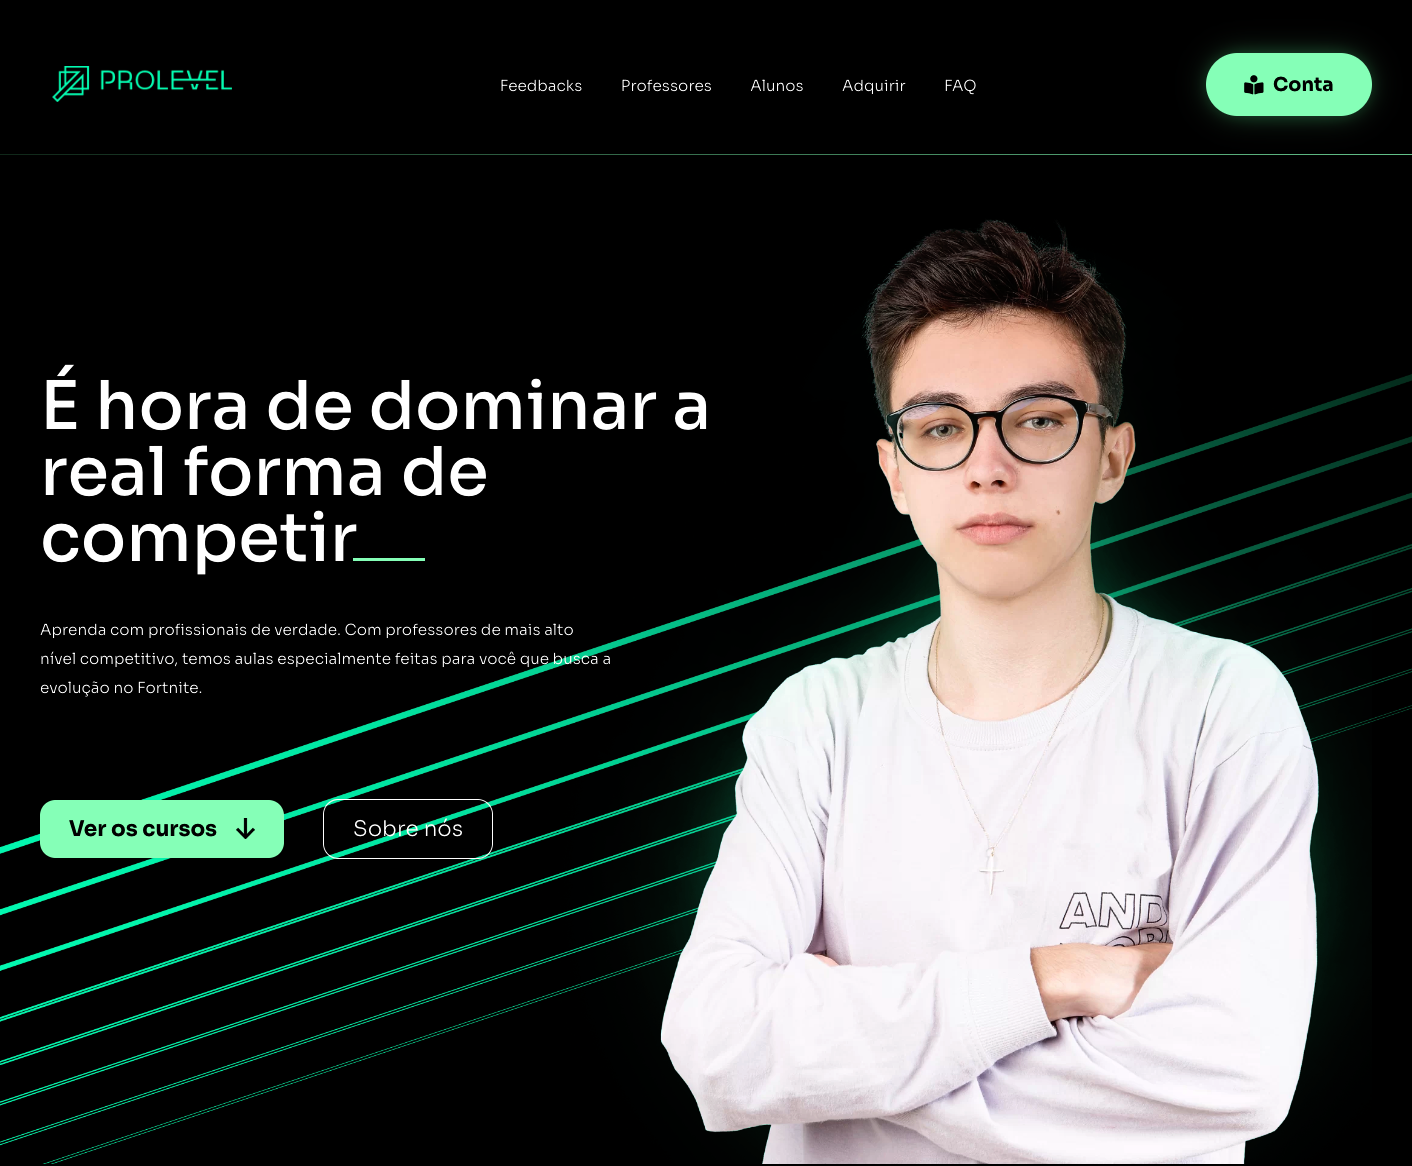 PROLEVEL
Feedbacks
Professores
Alunos
Adquirir
FAQ
Conta
É hora de dominar a
real forma de
competir
Aprenda com profissionais de verdade. Com professores de mais alto
nível competitivo, temos aulas especialmente feitas para você que busca a
evolução no Fortnite.
Ver os cursos
Sobre nós
AND